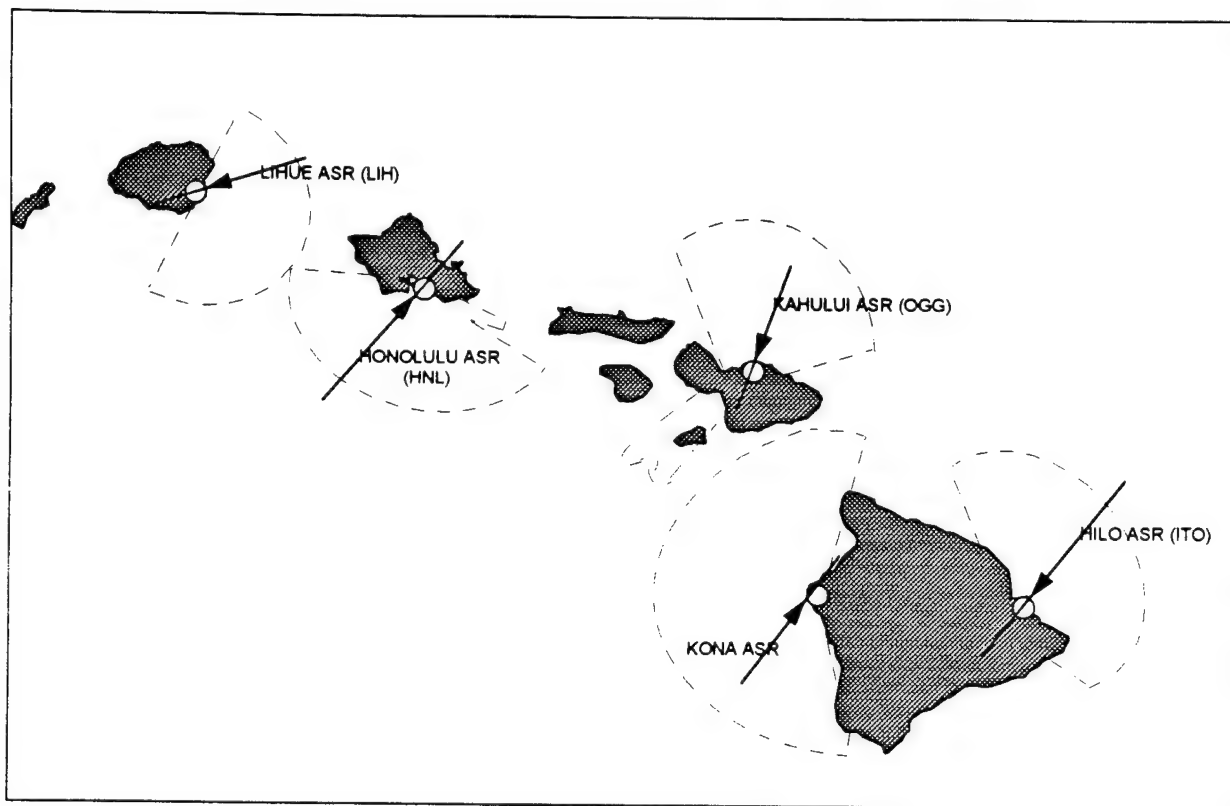 LIHUE ASR (LIH)
HONOLULU ASR
(HNL)
KAHULUI ASR (OGG)
HILO ASR (ITO)
KONA ASR